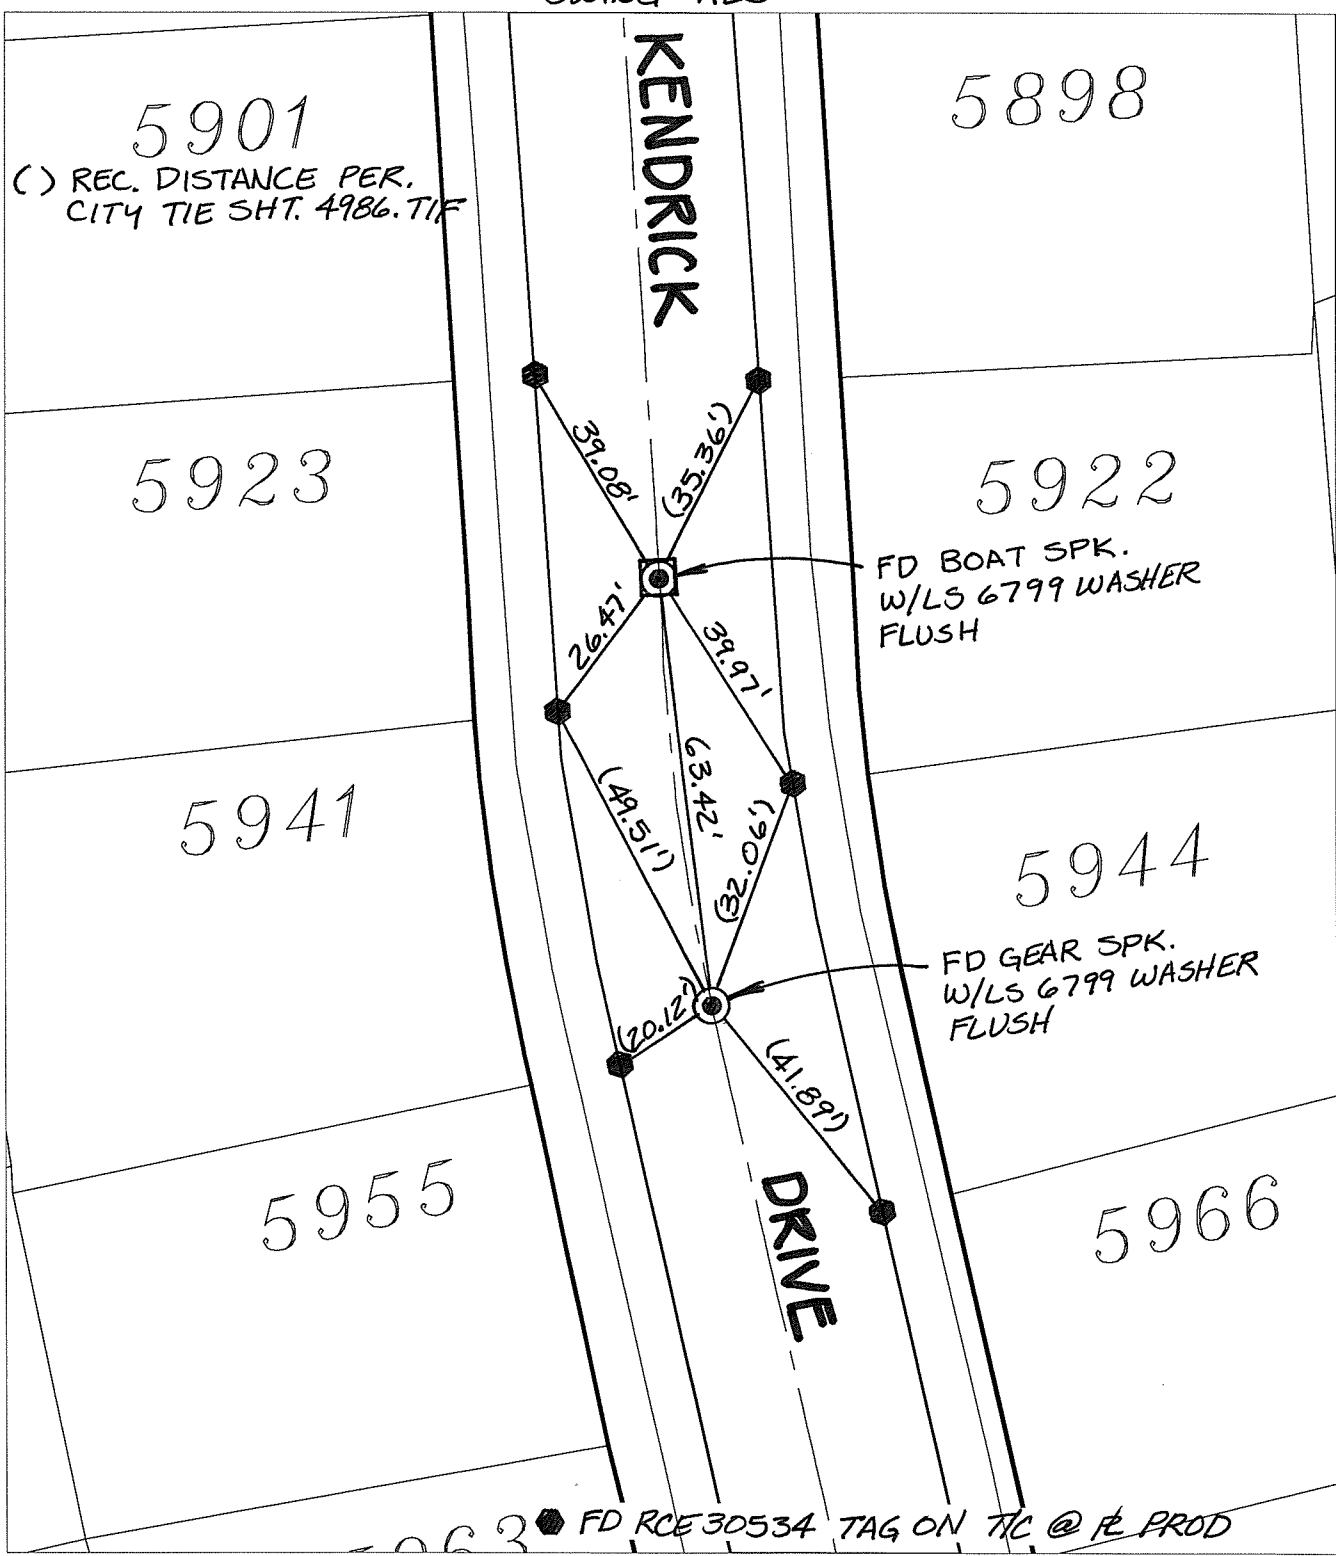 KENDRICK
5901
() REC. DISTANCE PER.
CITY TIE SHT. 4986.TIF
5898
5923
39.08'
(35.36')
5922
FD BOAT SPK.
W/LS 6799 WASHER
FLUSH
26.47'
39.97'
5941
(49.51')
63.42'
(32.06')
5944
FD GEAR SPK.
W/LS 6799 WASHER
FLUSH
(20.12')
(41.89')
DRIVE
5955
5966
FD RCE 30534 TAG ON T/C @ PL PROD